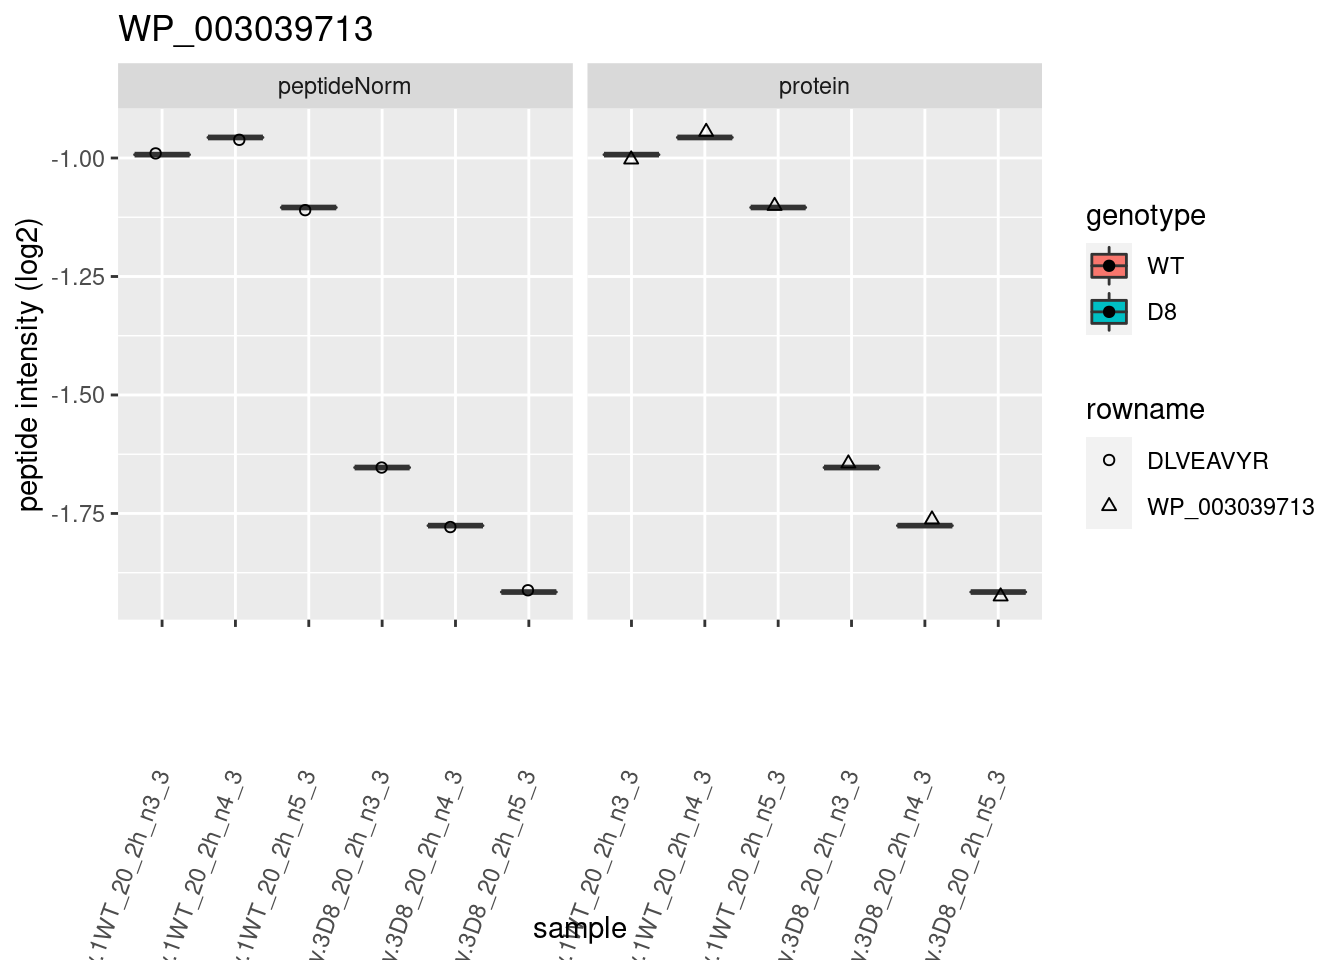 WP_003039713
peptideNorm
protein
-1.00
-1.25
-1.50
-1.75
peptide intensity (log2)
.1WT_20_2h_n3_3
.1WT_20_2h_n4_3
.1WT_20_2h_n5_3
.3D8_20_2h_n3_3
.3D8_20_2h_n4_3
.3D8_20_2h_n5_3
.1WT_20_2h_n3_3
.1WT_20_2h_n4_3
.1WT_20_2h_n5_3
.3D8_20_2h_n3_3
.3D8_20_2h_n4_3
.3D8_20_2h_n5_3
sample
genotype
WT
D8
rowname
DLVEAVYR
WP_003039713